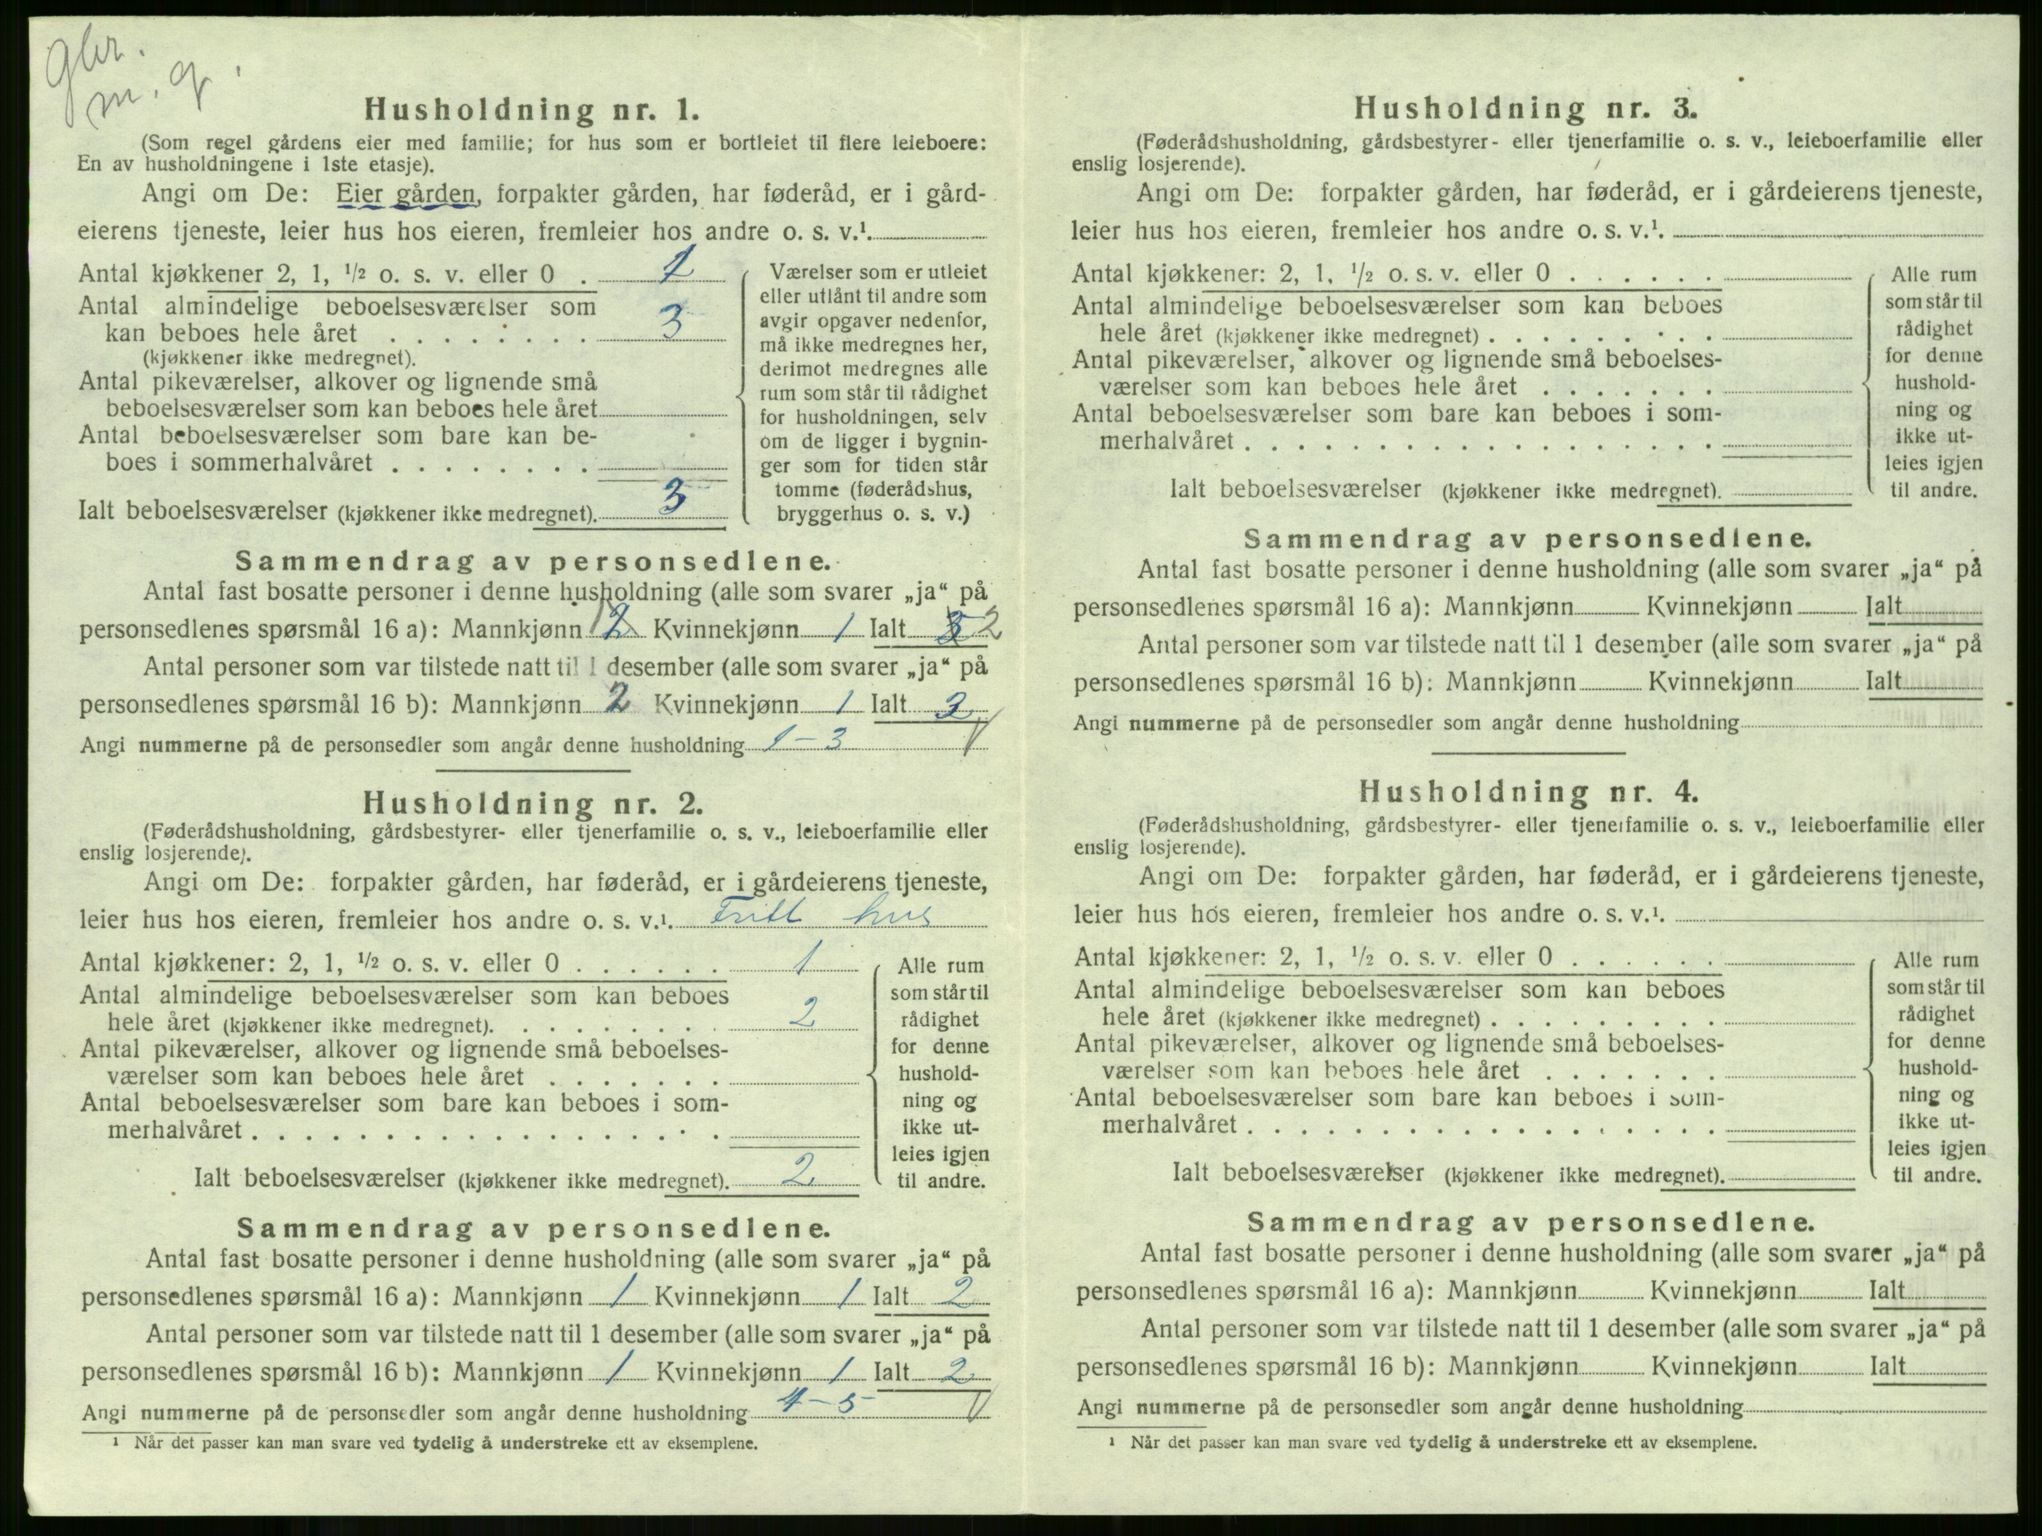 gbr.
m. q.
Husholdning nr. 1.
(Som regel gårdens eier med familie; for hus som er bortleiet til flere leieboere:
En av husholdningene i 1ste etasje).
Angi om De: Eier gården, forpakter gården, har føderåd, er i gård-
eierens tjeneste, leier hus hos eieren, fremleier hos andre o. s. v.¹.
Antal kjøkkener 2, 1, ½ o. s. v. eller 0 . 1
Antal almindelige beboelsesværelser som
kan beboes hele året . . . . . . . . 3
(kjøkkener ikke medregnet).
Antal pikeværelser, alkover og lignende små
beboelsesværelser som kan beboes hele året
Antal beboelsesværelser som bare kan be-
boes i sommerhalvåret . . . . . . . .
Ialt beboelsesværelser (kjøkkener ikke medregnet). 3
Værelser som er utleiet
eller utlånt til andre som
avgir opgaver nedenfor,
må ikke medregnes her,
derimot medregnes alle
rum som står til rådighet
for husholdningen, selv
om de ligger i bygnin-
ger som for tiden står
tomme (føderådshus,
bryggerhus o. s. v.)
Sammendrag av personsedlene.
Antal fast bosatte personer i denne husholdning (alle som svarer „ja“ på
personsedlenes spørsmål 16 a): Mannkjønn 1 2 Kvinnekjønn 1 Ialt 3 2
Antal personer som var tilstede natt til 1 desember (alle som svarer „ja“ på
personsedlenes spørsmål 16 b): Mannkjønn 2 Kvinnekjønn 1 Ialt 3
Angi nummerne på de personsedler som angår denne husholdning 1 – 3 V
Husholdning nr. 2.
(Føderådshusholdning, gårdsbestyrer- eller tjenerfamilie o. s. v., leieboerfamilie eller
enslig losjerende).
Angi om De: forpakter gården, har føderåd, er i gårdeierens tjeneste,
leier hus hos eieren, fremleier hos andre o. s. v.¹. Fritt hus
Antal kjøkkener: 2, 1, ½ o. s. v. eller 0 . . . . . . 1
Antal almindelige beboelsesværelser som kan beboes
hele året (kjøkkener ikke medregnet). . . . . . . . . 2
Antal pikeværelser, alkover og lignende små beboelses-
værelser som kan beboes hele året . . . . . . .
Antal beboelsesværelser som bare kan beboes i som-
merhalvåret . . . . . . . . . . . . . . . . . .
Ialt beboelsesværelser (kjøkkener ikke medregnet). 2
Alle rum
som står til
rådighet
for denne
hushold-
ning og
ikke ut-
leies igjen
til andre.
Sammendrag av personsedlene.
Antal fast bosatte personer i denne husholdning (alle som svarer „ja“ på
personsedlenes spørsmål 16 a): Mannkjønn 1 Kvinnekjønn 1 Ialt 2
Antal personer som var tilstede natt til 1 desember (alle som svarer „ja“ på
personsedlenes spørsmål 16 b): Mannkjønn 1 Kvinnekjønn 1 Ialt 2
Angi nummerne på de personsedler som angår denne husholdning 4 – 5 V
¹ Når det passer kan man svare ved tydelig å understreke ett av eksemplene.
Husholdning nr. 3.
(Føderådshusholdning, gårdsbestyrer- eller tjenerfamilie o. s. v., leieboerfamilie eller
enslig losjerende).
Angi om De: forpakter gården, har føderåd, er i gårdeierens tjeneste,
leier hus hos eieren, fremleier hos andre o. s. v.¹.
Antal kjøkkener: 2, 1, ½ o. s. v. eller 0 . . . . . .
Antal almindelige beboelsesværelser som kan beboes
hele året (kjøkkener ikke medregnet) . . . . . . . . .
Antal pikeværelser, alkover og lignende små beboelses-
værelser som kan beboes hele året . . . . . . .
Antal beboelsesværelser som bare kan beboes i som-
merhalvåret . . . . . . . . . . . . . . . . . .
Ialt beboelsesværelser (kjøkkener ikke medregnet).
Alle rum
som står til
rådighet
for denne
hushold-
ning og
ikke ut-
leies igjen
til andre.
Sammendrag av personsedlene.
Antal fast bosatte personer i denne husholdning (alle som svarer „ja“ på
personsedlenes spørsmål 16 a): Mannkjønn Kvinnekjønn Ialt
Antal personer som var tilstede natt til 1 desember (alle som svarer „ja“ på
personsedlenes spørsmål 16 b): Mannkjønn Kvinnekjønn Ialt
Angi nummerne på de personsedler som angår denne husholdning
Husholdning nr. 4.
(Føderådshusholdning, gårdsbestyrer- eller tjenerfamilie o. s. v., leieboerfamilie eller
enslig losjerende).
Angi om De: forpakter gården, har føderåd, er i gårdeierens tjeneste,
leier hus hos eieren, fremleier hos andre o. s. v.¹.
Antal kjøkkener: 2, 1, ½ o. s. v. eller 0 . . . . . .
Antal almindelige beboelsesværelser som kan beboes
hele året (kjøkkener ikke medregnet) . . . . . . . . .
Antal pikeværelser, alkover og lignende små beboelses-
værelser som kan beboes hele året . . . . . . .
Antal beboelsesværelser som bare kan beboes i som-
merhalvåret . . . . . . . . . . . . . . . . . .
Ialt beboelsesværelser (kjøkkener ikke medregnet).
Alle rum
som står til
rådighet
for denne
hushold-
ning og
ikke ut-
leies igjen
til andre.
Sammendrag av personsedlene.
Antal fast bosatte personer i denne husholdning (alle som svarer „ja“ på
personsedlenes spørsmål 16 a): Mannkjønn Kvinnekjønn Ialt
Antal personer som var tilstede natt til 1 desember (alle som svarer „ja“ på
personsedlenes spørsmål 16 b): Mannkjønn Kvinnekjønn Ialt
Angi nummerne på de personsedler som angår denne husholdning
¹ Når det passer kan man svare ved tydelig å understreke ett av eksemplene.